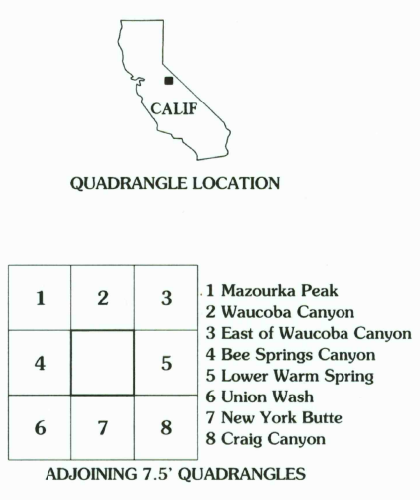 CALIF
QUADRANGLE LOCATION
1 2 3
4 5
6 7 8
1 Mazourka Peak
2 Waucoba Canyon
3 East of Waucoba Canyon
4 Bee Springs Canyon
5 Lower Warm Spring
6 Union Wash
7 New York Butte
8 Craig Canyon
ADJOINING 7.5' QUADRANGLES